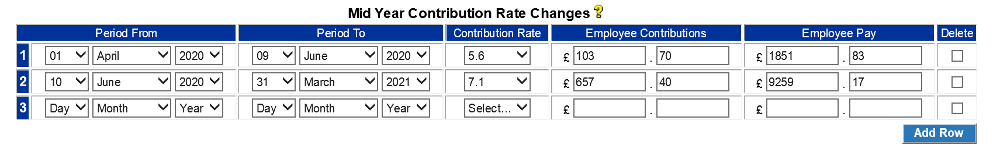 Mid Year Contribution Rate Changes ?
Period From Period To Contribution Rate Employee Contributions Employee Pay Delete
1 01 April 2020 09 June 2020 5.6 £ 103 . 70 £ 1851 . 83
2 10 June 2020 31 March 2021 7.1 £ 657 . 40 £ 9259 . 17
3 Day Month Year Day Month Year Select... £ . £ .
Add Row